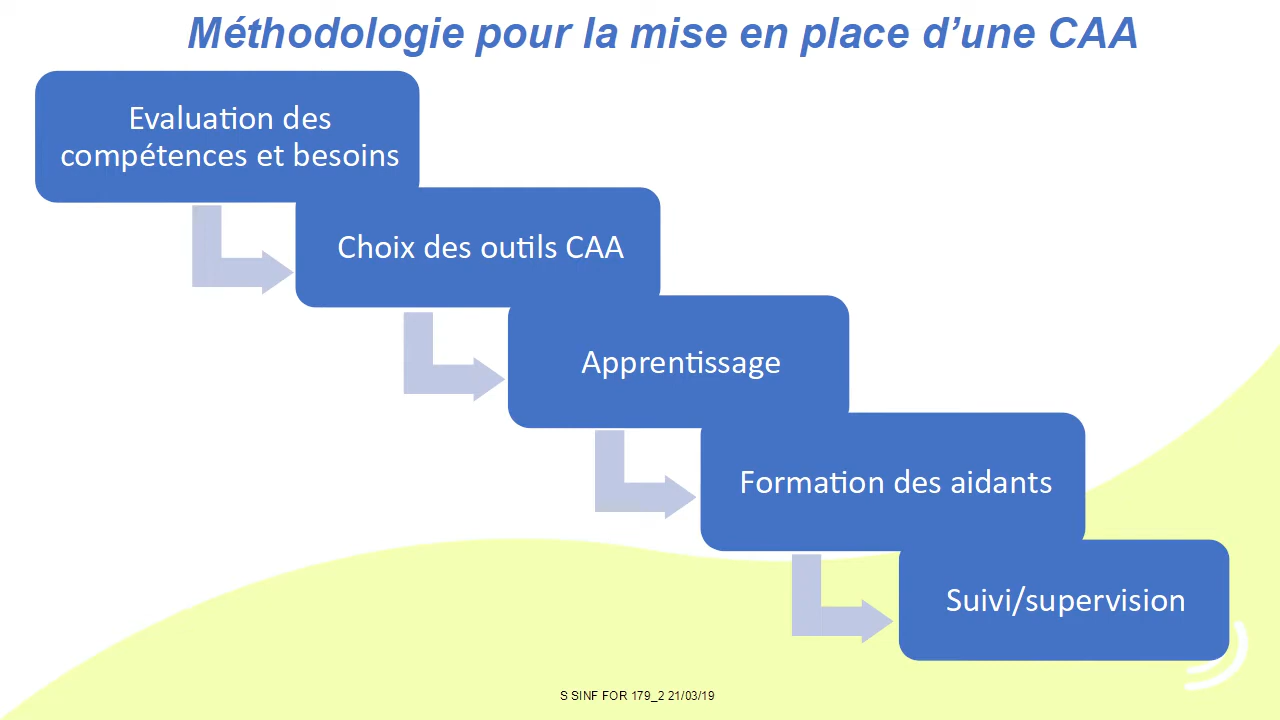 Méthodologie pour la mise en place d’une CAA
Evaluation des
compétences et besoins
Choix des outils CAA
Apprentissage
Formation des aidants
Suivi/supervision
S SINF FOR 179_2 21/03/19